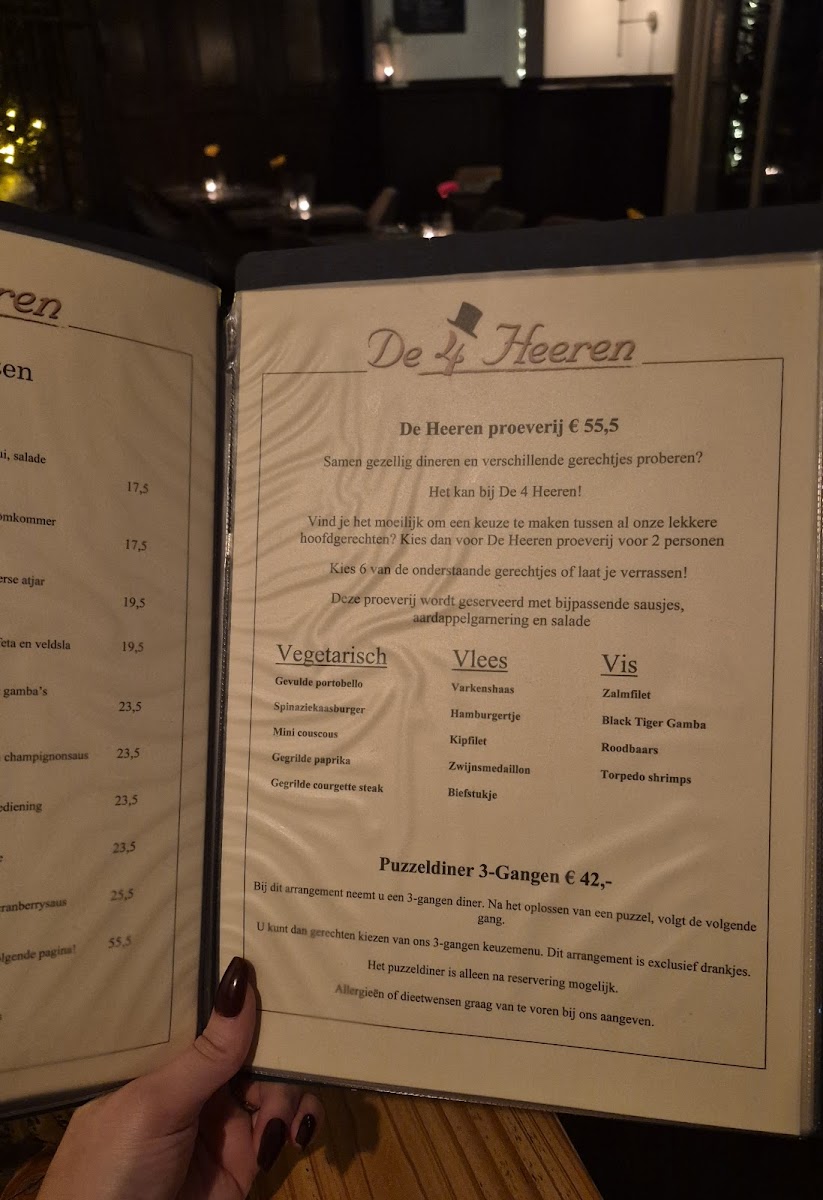 ren
en
ui, salade
17,5
omkommer
17,5
erse atjar
19,5
feta en veldsla
19,5
gamba's
23,5
champignonsaus 23,5
ediening 23,5
23,5
ranberrysaus 25,5
lgende pagina! 55,5
De 4 Heeren
De Heeren proeverij € 55,5
Samen gezellig dineren en verschillende gerechtjes proberen?
Het kan bij De 4 Heeren!
Vind je het moeilijk om een keuze te maken tussen al onze lekkere
hoofdgerechten? Kies dan voor De Heeren proeverij voor 2 personen
Kies 6 van de onderstaande gerechtjes of laat je verrassen!
Deze proeverij wordt geserveerd met bijpassende sausjes,
aardappelgarnering en salade
Vegetarisch
Gevulde portobello
Spinaziekaasburger
Mini couscous
Gegrilde paprika
Gegrilde courgette steak
Vlees
Varkenshaas
Hamburgertje
Kipfilet
Zwijnsmedaillon
Biefstukje
Vis
Zalmfilet
Black Tiger Gamba
Roodbaars
Torpedo shrimps
Puzzeldiner 3-Gangen € 42,-
Bij dit arrangement neemt u een 3-gangen diner. Na het oplossen van een puzzel, volgt de volgende
gang.
U kunt dan gerechten kiezen van ons 3-gangen keuzemenu. Dit arrangement is exclusief drankjes.
Het puzzeldiner is alleen na reservering mogelijk.
Allergieën of dieetwensen graag van te voren bij ons aangeven.